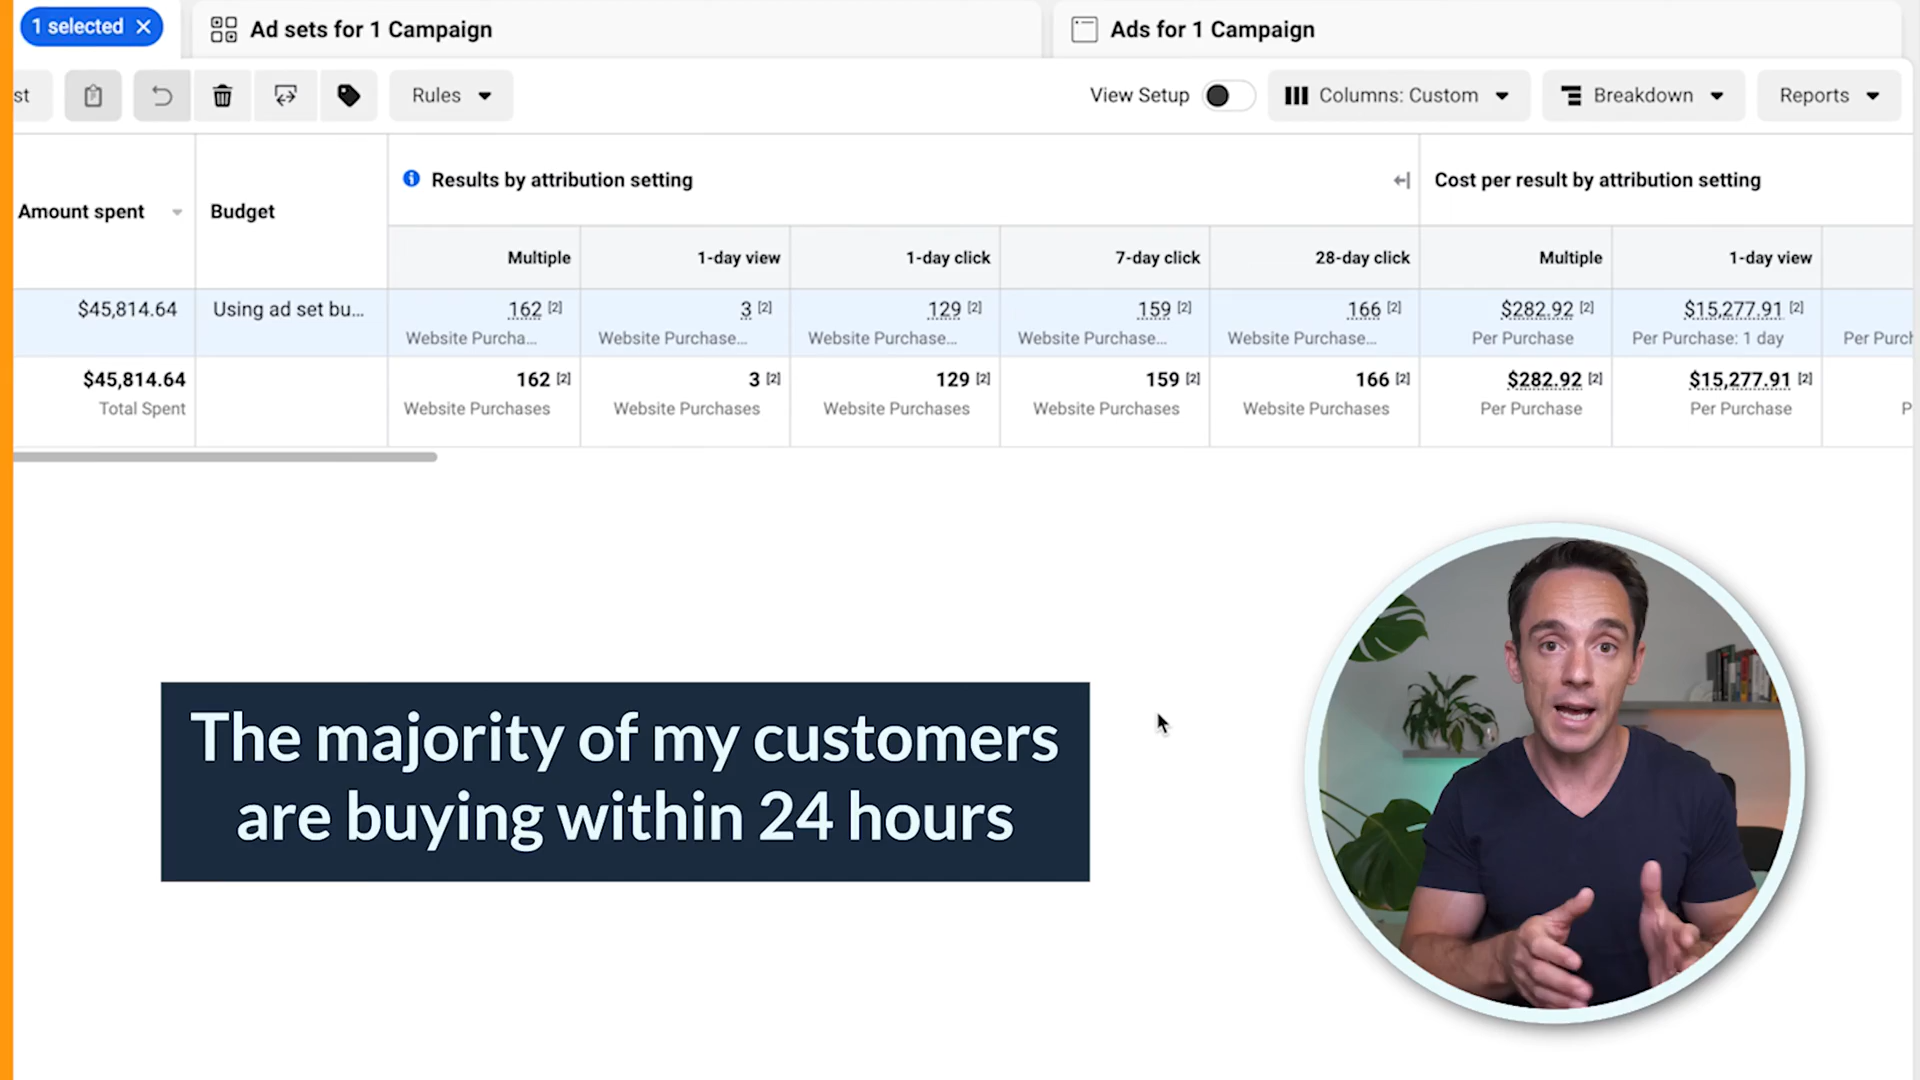 1 selected
Ad sets for 1 Campaign
Ads for 1 Campaign
st
Rules
View Setup
Columns: Custom
Breakdown
Reports
Amount spent
Budget
Results by attribution setting
Cost per result by attribution setting
Multiple
1-day view
1-day click
7-day click
28-day click
Multiple
1-day view
$45,814.64
Using ad set bu...
162 [2]
3 [2]
129 [2]
159 [2]
166 [2]
$282.92 [2]
$15,277.91 [2]
Website Purcha...
Website Purchase...
Website Purchase...
Website Purchase...
Website Purchase...
Per Purchase
Per Purchase: 1 day
Per Purch
$45,814.64
162 [2]
3 [2]
129 [2]
159 [2]
166 [2]
$282.92 [2]
$15,277.91 [2]
Total Spent
Website Purchases
Website Purchases
Website Purchases
Website Purchases
Website Purchases
Per Purchase
Per Purchase
P
The majority of my customers
are buying within 24 hours